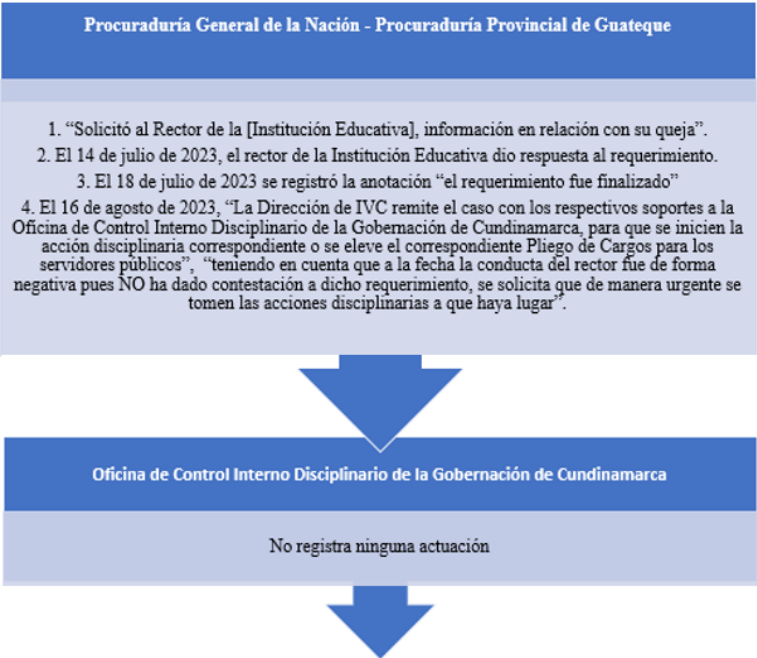 Procuraduría General de la Nación - Procuraduría Provincial de Guateque
1. “Solicitó al Rector de la [Institución Educativa], información en relación con su queja”.
2. El 14 de julio de 2023, el rector de la Institución Educativa dio respuesta al requerimiento.
3. El 18 de julio de 2023 se registró la anotación “el requerimiento fue finalizado”
4. El 16 de agosto de 2023, “La Dirección de IVC remite el caso con los respectivos soportes a la
Oficina de Control Interno Disciplinario de la Gobernación de Cundinamarca, para que se inicien la
acción disciplinaria correspondiente o se eleve el correspondiente Pliego de Cargos para los
servidores públicos”, “teniendo en cuenta que a la fecha la conducta del rector fue de forma
negativa pues NO ha dado contestación a dicho requerimiento, se solicita que de manera urgente se
tomen las acciones disciplinarias a que haya lugar”.
Oficina de Control Interno Disciplinario de la Gobernación de Cundinamarca
No registra ninguna actuación